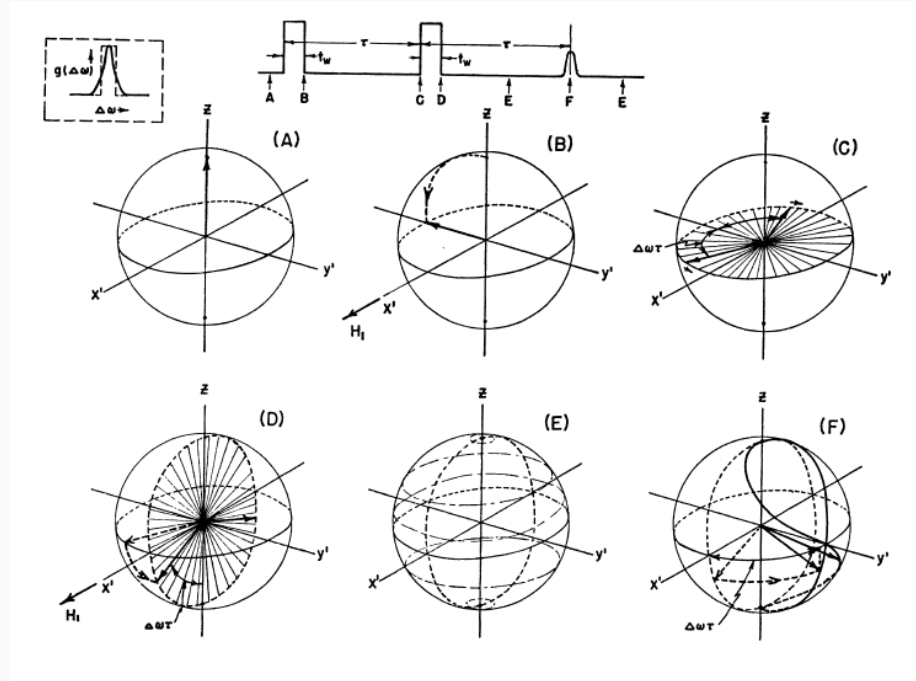 τ τ
g(Δω) t_w t_w
Δω
A B C D E F E
Z (A) Z (B) Z (C)
Δωτ
y' y' y'
x' x' x'
H₁
Z (D) Z (E) Z (F)
y' y'
x' x' x'
H₁ Δωτ Δωτ